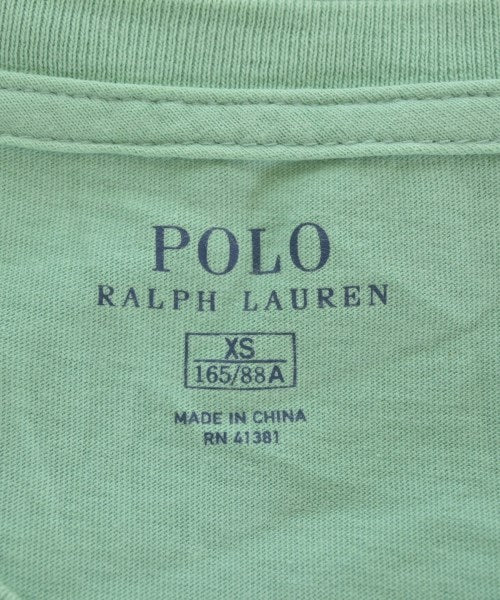 POLO
RALPH LAUREN
XS
165/88A
MADE IN CHINA
RN 41381